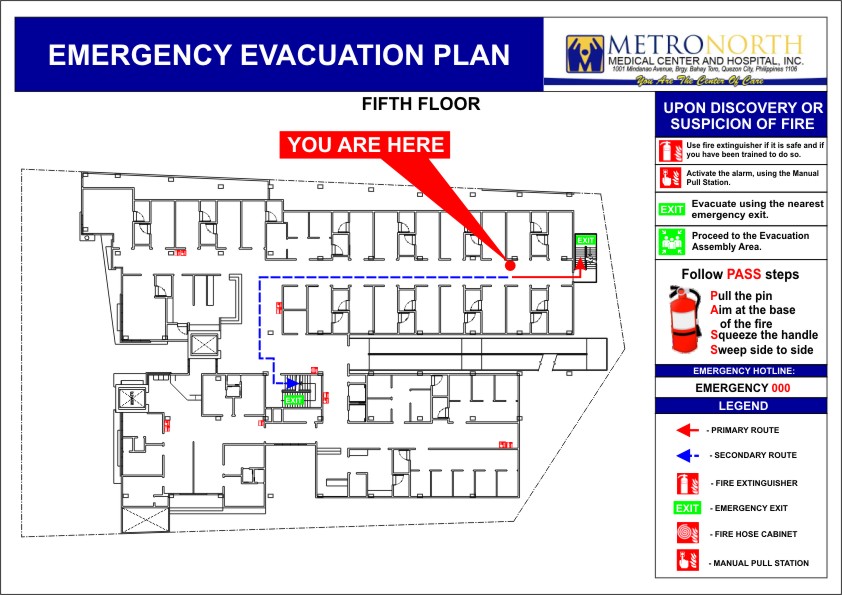 EMERGENCY EVACUATION PLAN
METRONORTH
MEDICAL CENTER AND HOSPITAL, INC.
1001 Mindanao Avenue, Brgy. Bahay Toro, Quezon City, Philippines 1106
You Are The Center Of Care
FIFTH FLOOR
YOU ARE HERE
EXIT
EXIT
UPON DISCOVERY OR
SUSPICION OF FIRE
Use fire extinguisher if it is safe and if
you have been trained to do so.
Activate the alarm, using the Manual
Pull Station.
EXIT
Evacuate using the nearest
emergency exit.
Proceed to the Evacuation
Assembly Area.
Follow PASS steps
Pull the pin
Aim at the base
of the fire
Squeeze the handle
Sweep side to side
EMERGENCY HOTLINE:
EMERGENCY 000
LEGEND
- PRIMARY ROUTE
- SECONDARY ROUTE
- FIRE EXTINGUISHER
EXIT - EMERGENCY EXIT
- FIRE HOSE CABINET
- MANUAL PULL STATION